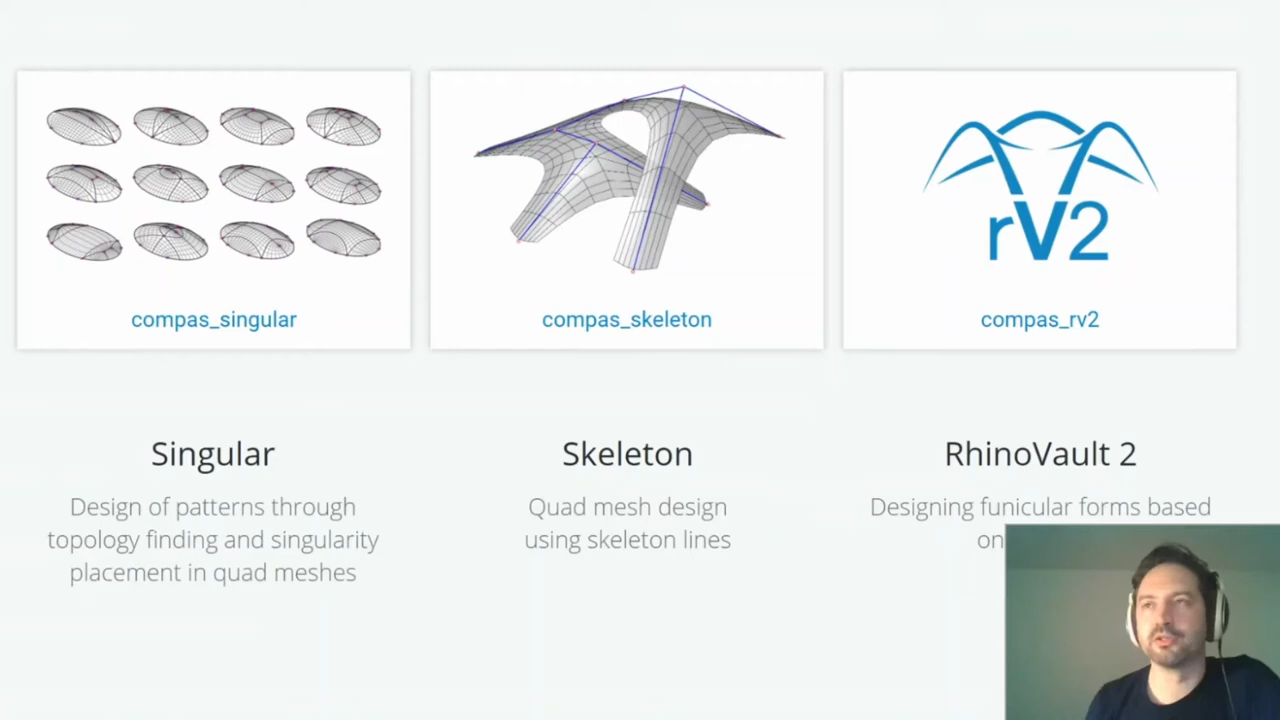 rV2
compas_singular
compas_skeleton
compas_rv2
Singular
Design of patterns through
topology finding and singularity
placement in quad meshes
Skeleton
Quad mesh design
using skeleton lines
RhinoVault 2
Designing funicular forms based
on